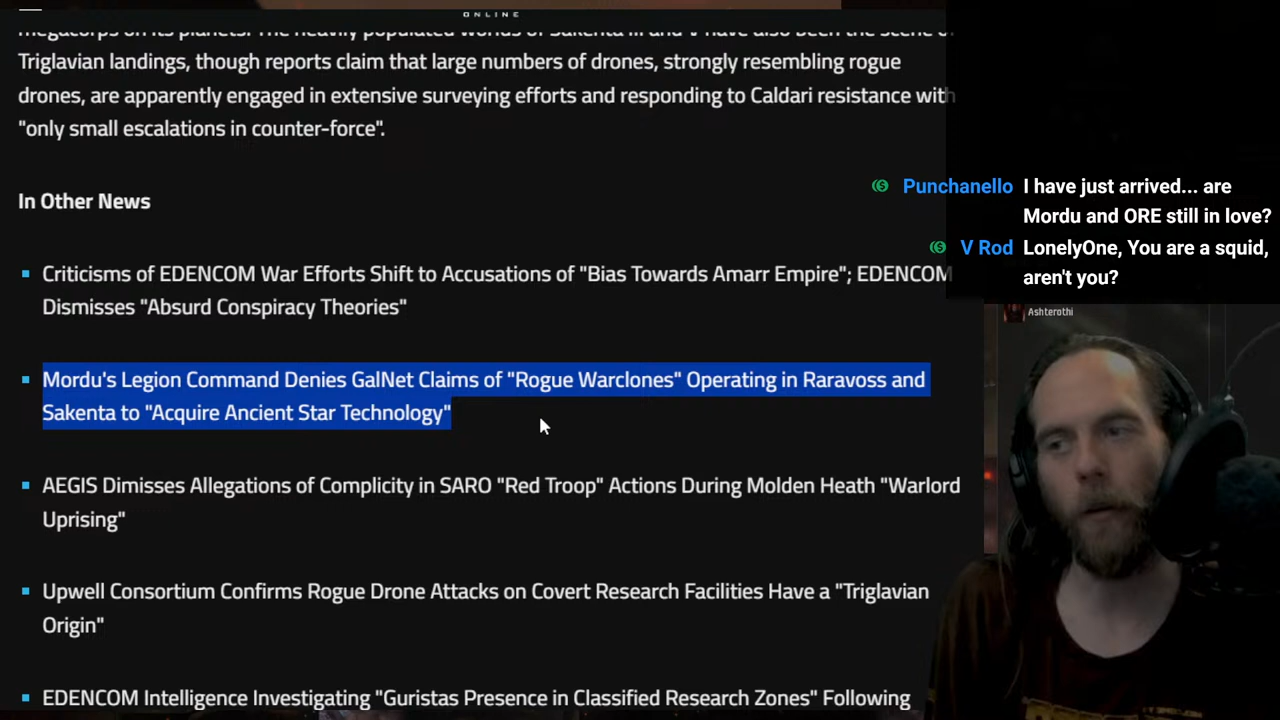 ONLINE
megacorps on its planets. The heavily populated worlds of Sakenta III and V have also been the scene of
Triglavian landings, though reports claim that large numbers of drones, strongly resembling rogue
drones, are apparently engaged in extensive surveying efforts and responding to Caldari resistance with
"only small escalations in counter-force".
In Other News
Criticisms of EDENCOM War Efforts Shift to Accusations of "Bias Towards Amarr Empire"; EDENCOM
Dismisses "Absurd Conspiracy Theories"
Mordu's Legion Command Denies GalNet Claims of "Rogue Warclones" Operating in Raravoss and
Sakenta to "Acquire Ancient Star Technology"
AEGIS Dimisses Allegations of Complicity in SARO "Red Troop" Actions During Molden Heath "Warlord
Uprising"
Upwell Consortium Confirms Rogue Drone Attacks on Covert Research Facilities Have a "Triglavian
Origin"
EDENCOM Intelligence Investigating "Guristas Presence in Classified Research Zones" Following
Punchanello I have just arrived... are
Mordu and ORE still in love?
V Rod LonelyOne, You are a squid,
aren't you?
Ashterothi